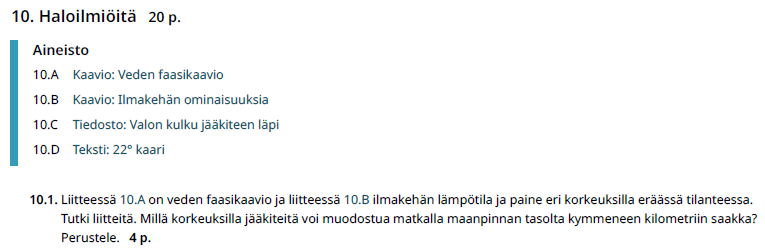 10. Haloilmiöitä 20 p.
Aineisto
10.A Kaavio: Veden faasikaavio
10.B Kaavio: Ilmakehän ominaisuuksia
10.C Tiedosto: Valon kulku jääkiteen läpi
10.D Teksti: 22° kaari
10.1. Liitteessä 10.A on veden faasikaavio ja liitteessä 10.B ilmakehän lämpötila ja paine eri korkeuksilla eräässä tilanteessa.
Tutki liitteitä. Millä korkeuksilla jääkiteitä voi muodostua matkalla maanpinnan tasolta kymmeneen kilometriin saakka?
Perustele. 4 p.